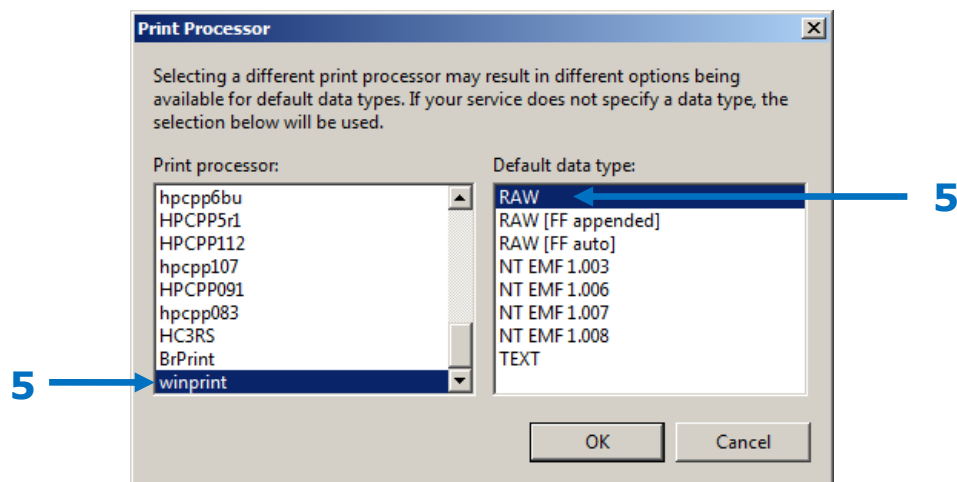 Print Processor
Selecting a different print processor may result in different options being
available for default data types. If your service does not specify a data type, the
selection below will be used.
Print processor:
Default data type:
hpcpp6bu
HPCPP5r1
HPCPP112
hpcpp107
HPCPP091
hpcpp083
HC3RS
BrPrint
winprint
5
RAW
RAW [FF appended]
RAW [FF auto]
NT EMF 1.003
NT EMF 1.006
NT EMF 1.007
NT EMF 1.008
TEXT
5
OK
Cancel